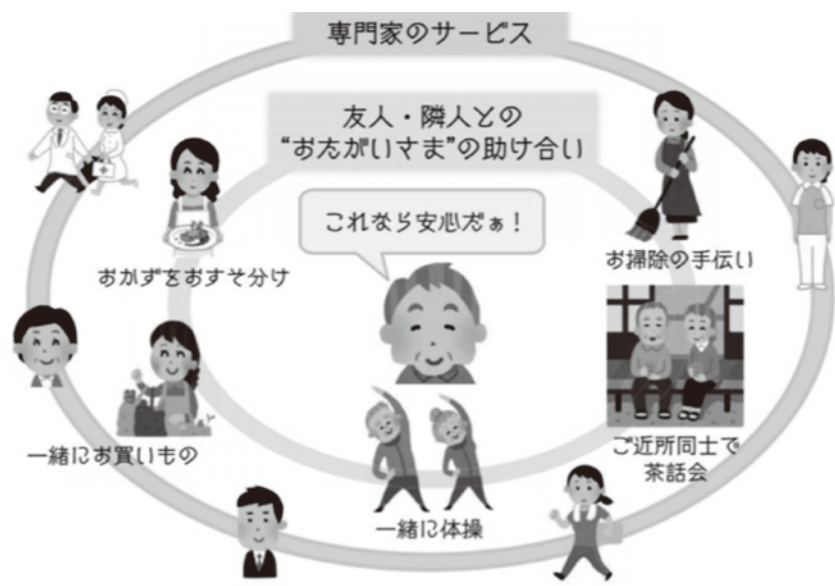 専門家のサービス
友人・隣人との
“おたがいさま”の助け合い
これなら安心だぁ！
おかずをおすそ分け
お掃除の手伝い
一緒にお買いもの
ご近所同士で
茶話会
一緒に体操